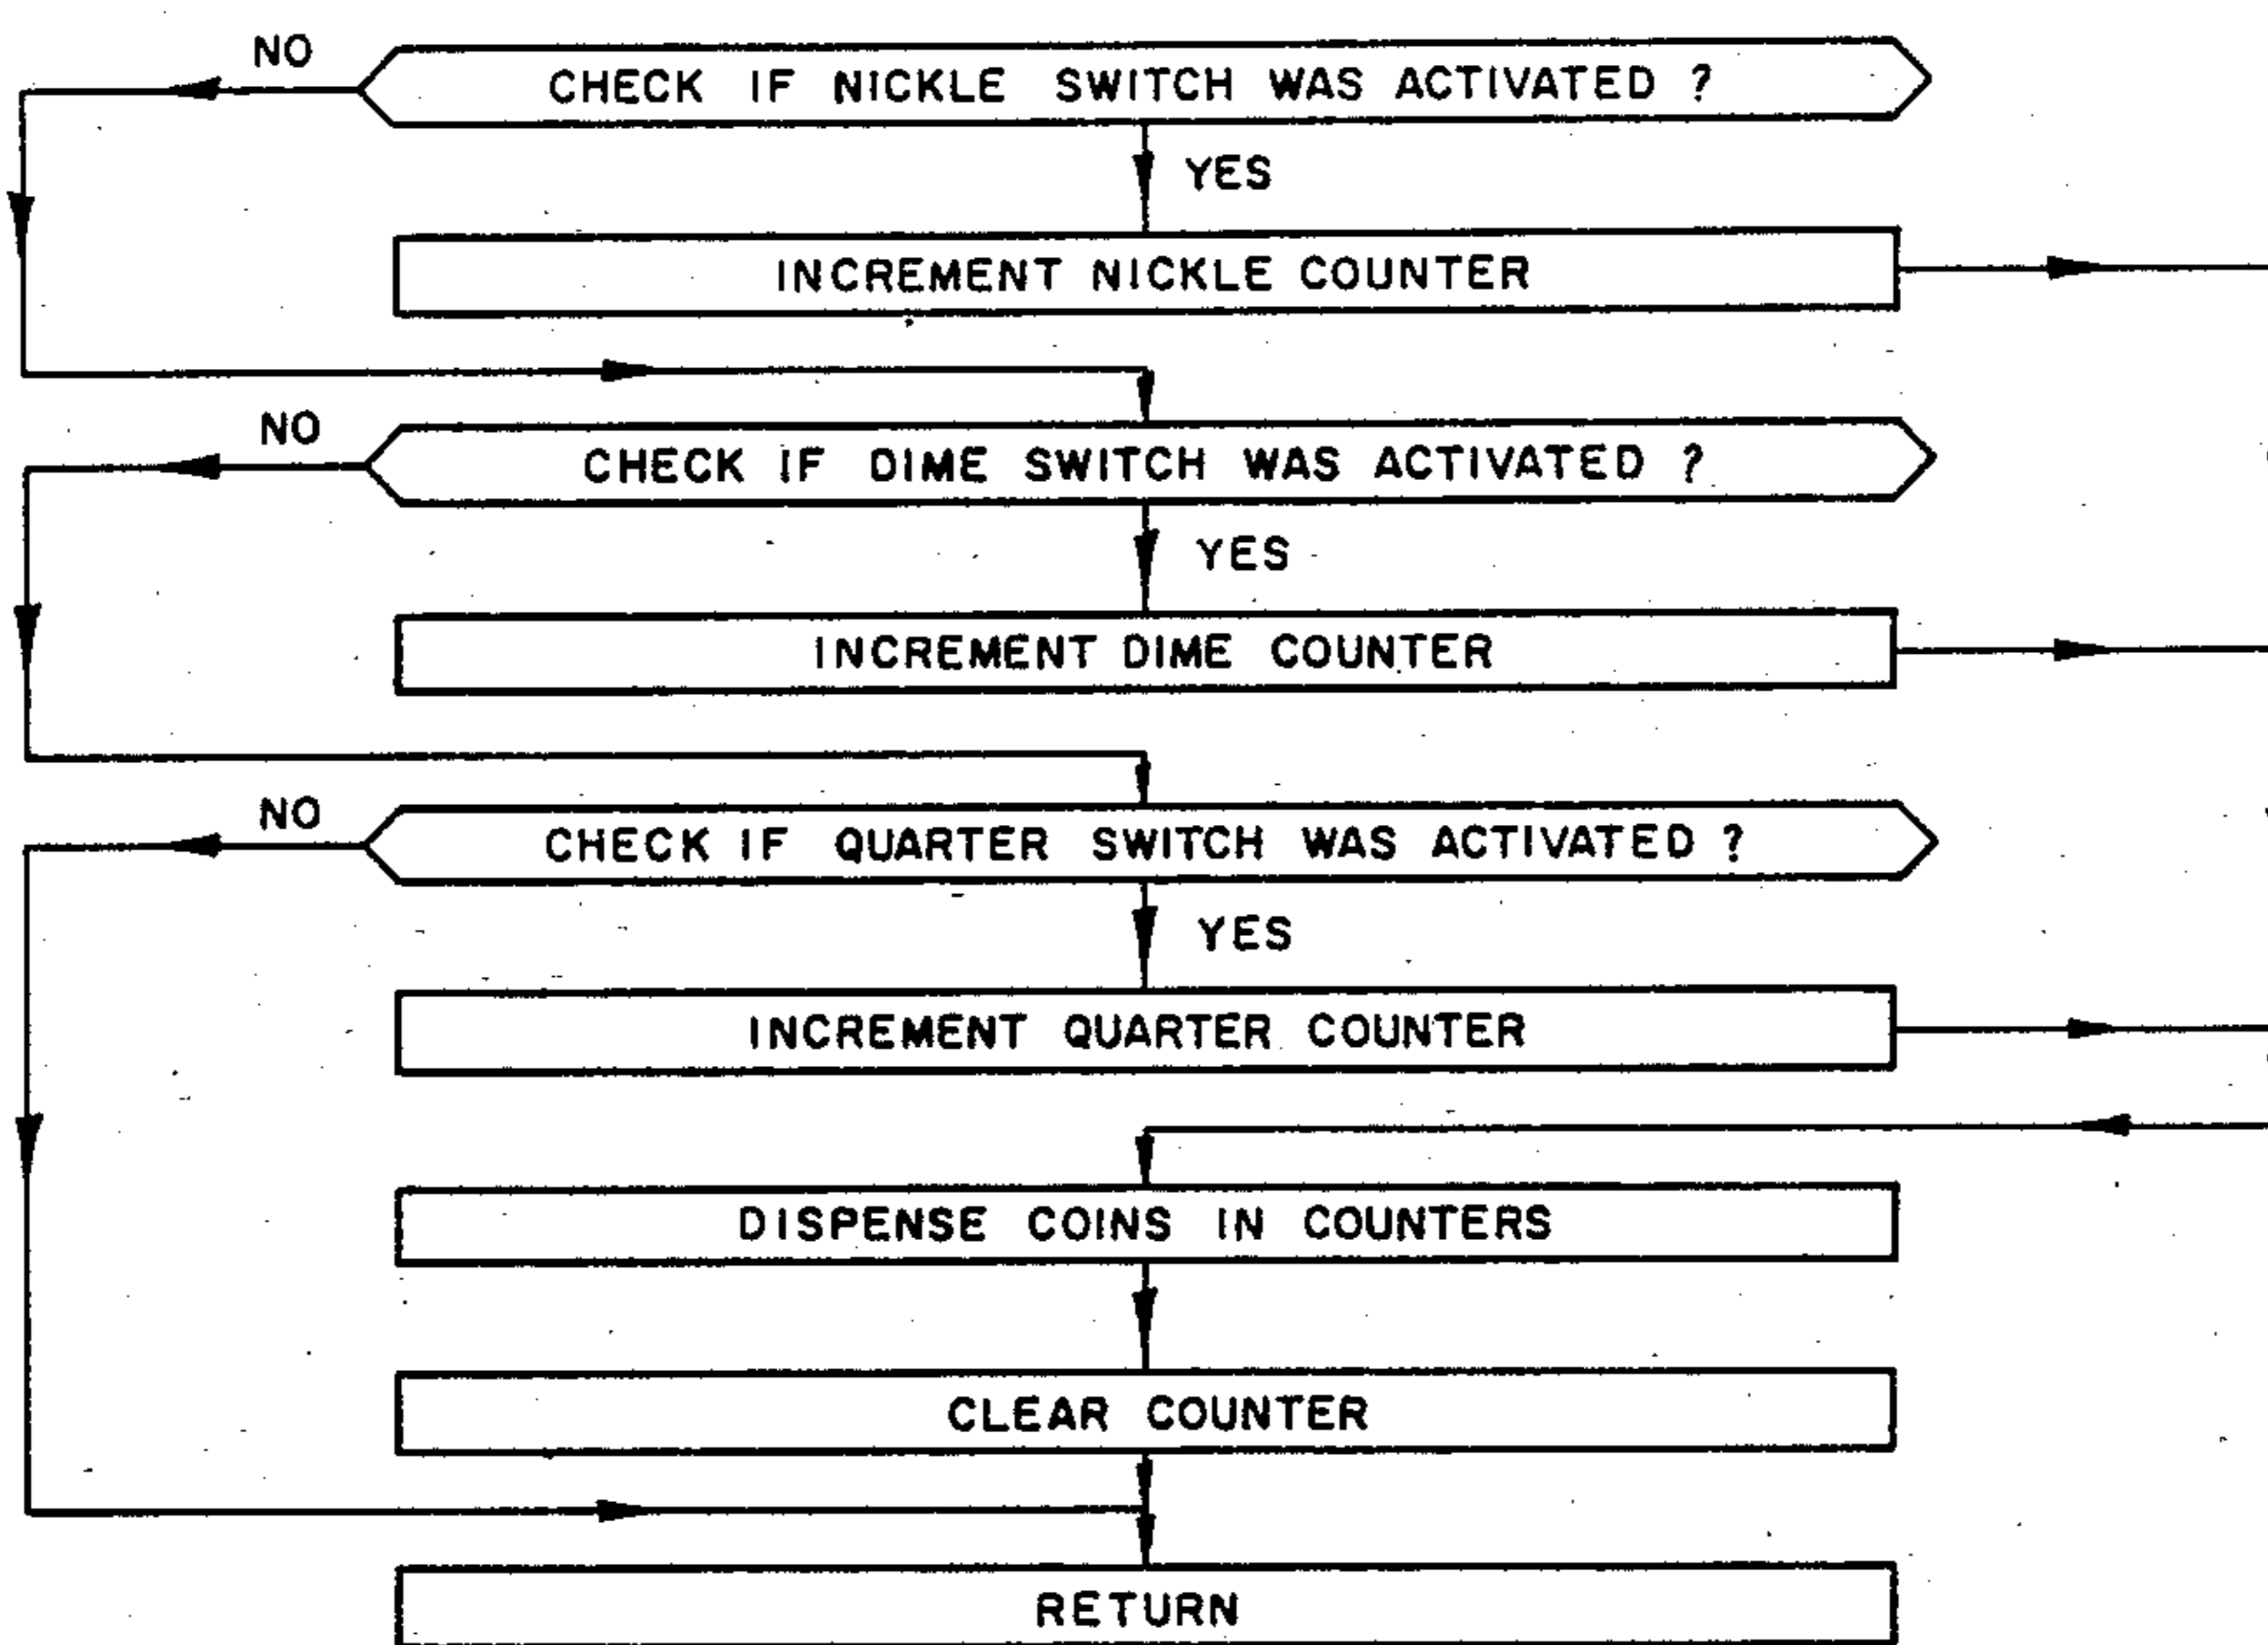 NO
CHECK IF NICKLE SWITCH WAS ACTIVATED ?
YES
INCREMENT NICKLE COUNTER
NO
CHECK IF DIME SWITCH WAS ACTIVATED ?
YES
INCREMENT DIME COUNTER
NO
CHECK IF QUARTER SWITCH WAS ACTIVATED ?
YES
INCREMENT QUARTER COUNTER
DISPENSE COINS IN COUNTERS
CLEAR COUNTER
RETURN